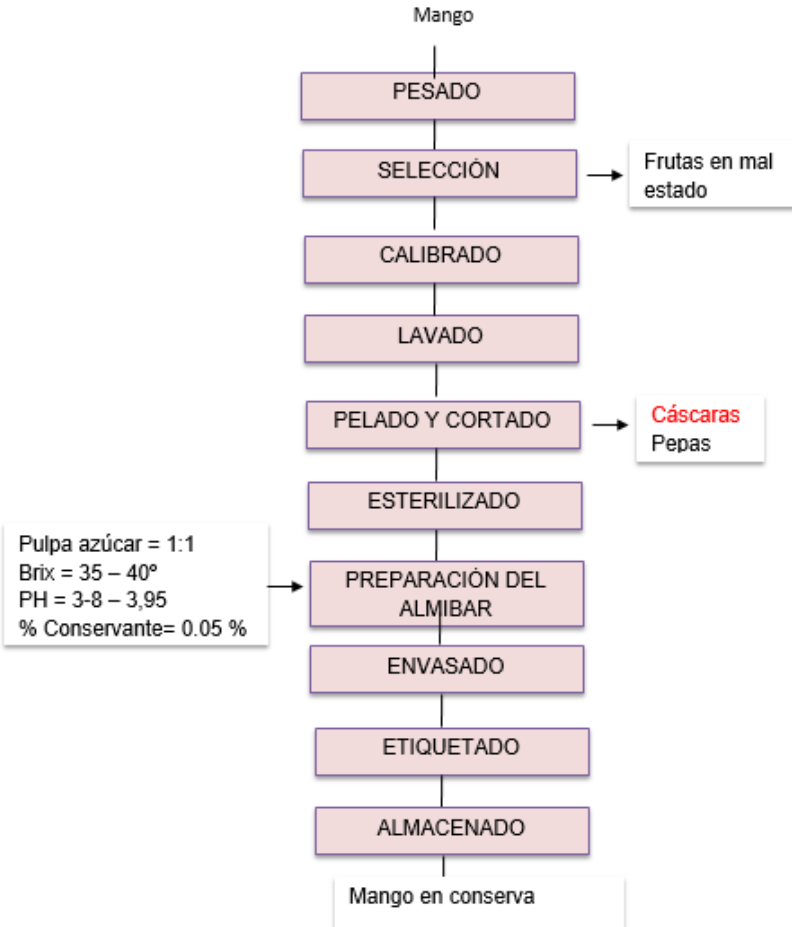 Mango
PESADO
SELECCIÓN
Frutas en mal
estado
CALIBRADO
LAVADO
PELADO Y CORTADO
Cáscaras
Pepas
ESTERILIZADO
Pulpa azúcar = 1:1
Brix = 35 – 40º
PH = 3-8 – 3,95
% Conservante= 0.05 %
PREPARACIÓN DEL
ALMIBAR
ENVASADO
ETIQUETADO
ALMACENADO
Mango en conserva